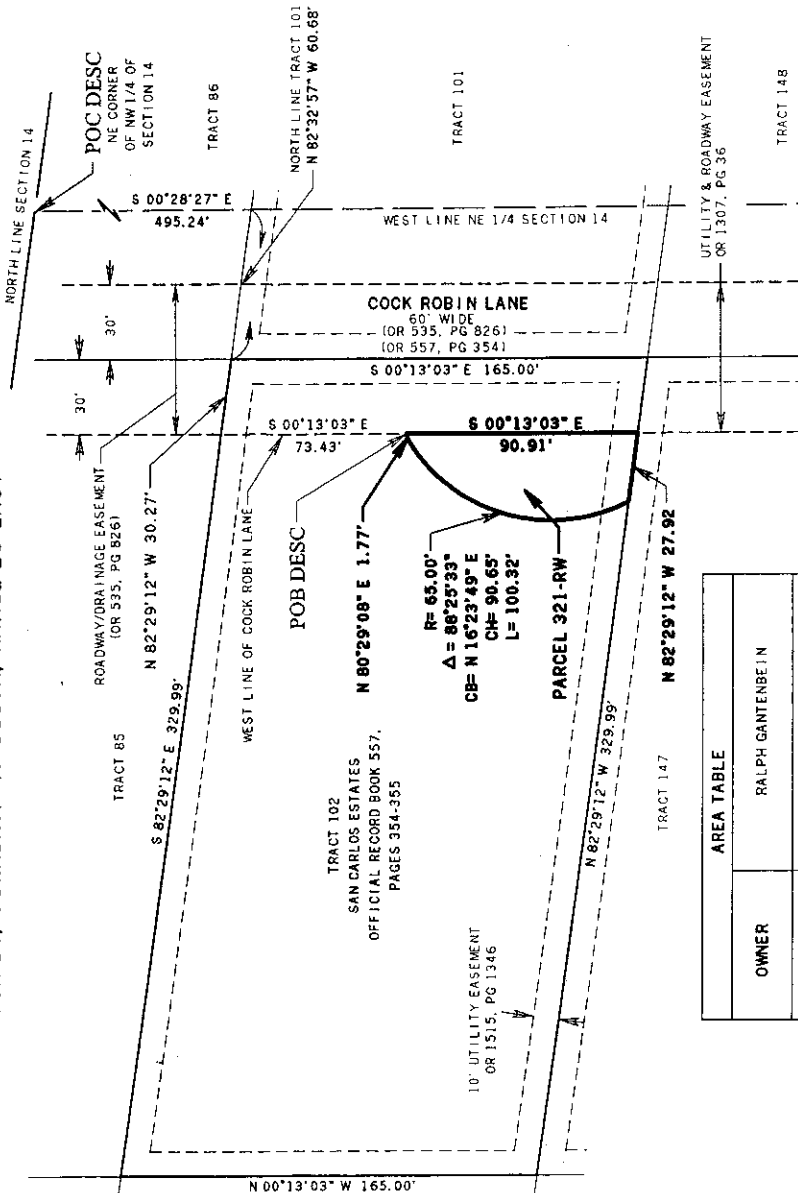 NORTH LINE SECTION 14
POC DESC
NE CORNER
OF NW1/4 OF
SECTION 14
TRACT 86
S 00°28'27" E
495.24'
NORTH LINE TRACT 101
N 82°32'57" W 60.68'
WEST LINE NE 1/4 SECTION 14
TRACT 101
30'
30'
COCK ROBIN LANE
60' WIDE
(OR 535, PG 826)
(OR 557, PG 354)
S 00°13'03" E 165.00'
UTILITY & ROADWAY EASEMENT
OR 1307, PG 36
TRACT 148
ROADWAY/DRAINAGE EASEMENT
(OR 535, PG 826)
N 82°29'12" W 30.27'
S 00°13'03" E
73.43'
S 00°13'03" E
90.91'
TRACT 85
S 82°29'12" E 329.99'
WEST LINE OF COCK ROBIN LANE
POB DESC
N 80°29'08" E 1.77'
R= 65.00'
Δ = 88°25'33"
CB= N 16°23'49" E
CH= 90.65'
L= 100.32'
PARCEL 321-RW
N 82°29'12" W 27.92
TRACT 102
SAN CARLOS ESTATES
OFFICIAL RECORD BOOK 557,
PAGES 354-355
N 82°29'12" W 329.99'
TRACT 147
10' UTILITY EASEMENT
OR 1515, PG 1346
N 00°13'03" W 165.00'
AREA TABLE
OWNER
RALPH GANTENBEIN